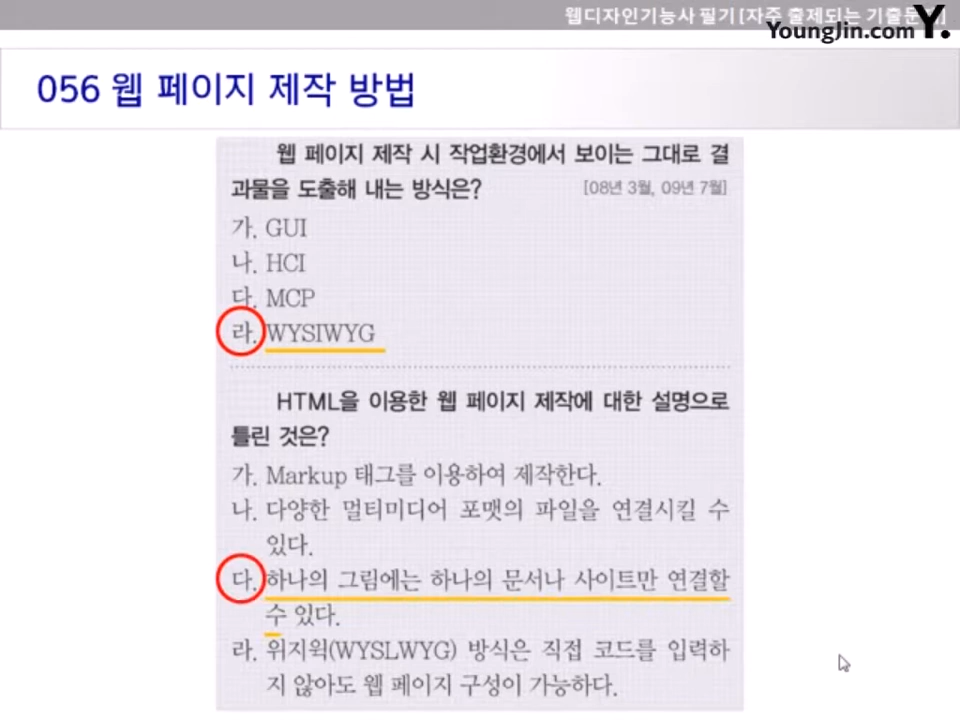 웹디자인기능사 필기 [자주 출제되는 기출문제]
YoungJin.com Y.
056 웹 페이지 제작 방법
웹 페이지 제작 시 작업환경에서 보이는 그대로 결
과물을 도출해 내는 방식은? [08년 3월, 09년 7월]
가. GUI
나. HCI
다. MCP
라. WYSIWYG
HTML을 이용한 웹 페이지 제작에 대한 설명으로
틀린 것은?
가. Markup 태그를 이용하여 제작한다.
나. 다양한 멀티미디어 포맷의 파일을 연결시킬 수
있다.
다. 하나의 그림에는 하나의 문서나 사이트만 연결할
수 있다.
라. 위지윅(WYSLWYG) 방식은 직접 코드를 입력하
지 않아도 웹 페이지 구성이 가능하다.